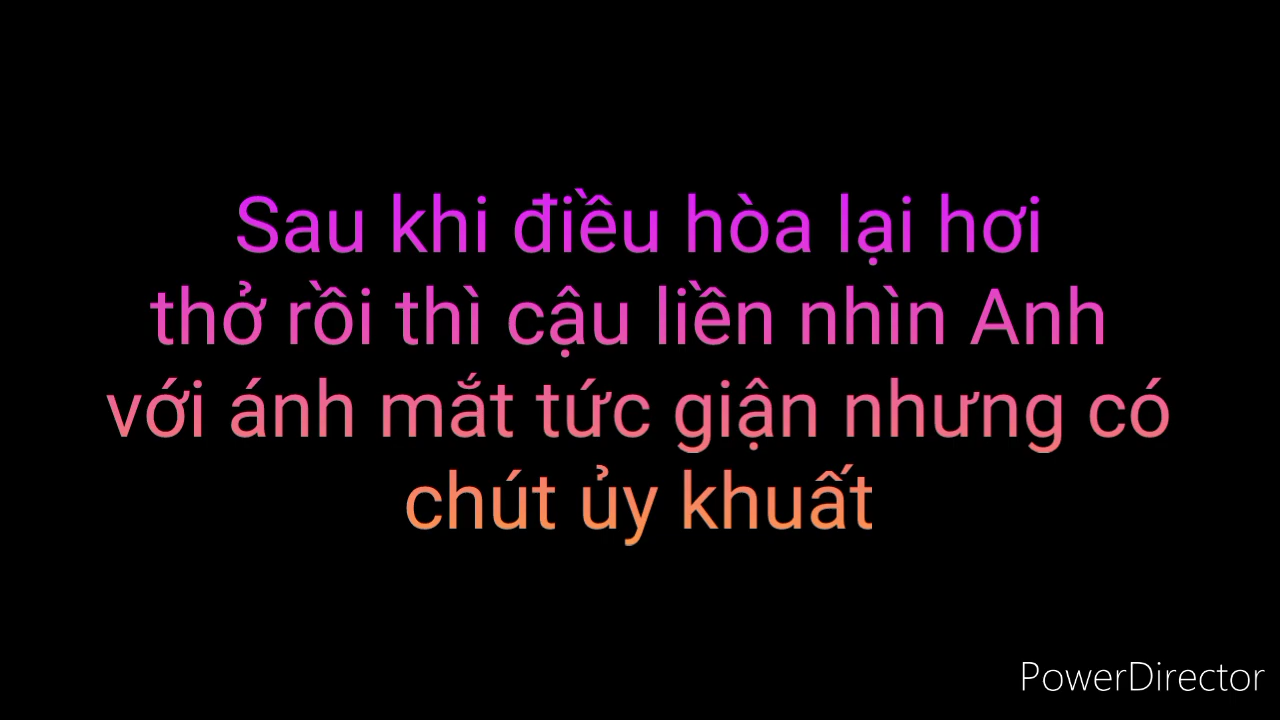 Sau khi điều hòa lại hơi
thở rồi thì cậu liền nhìn Anh
với ánh mắt tức giận nhưng có
chút ủy khuất
PowerDirector